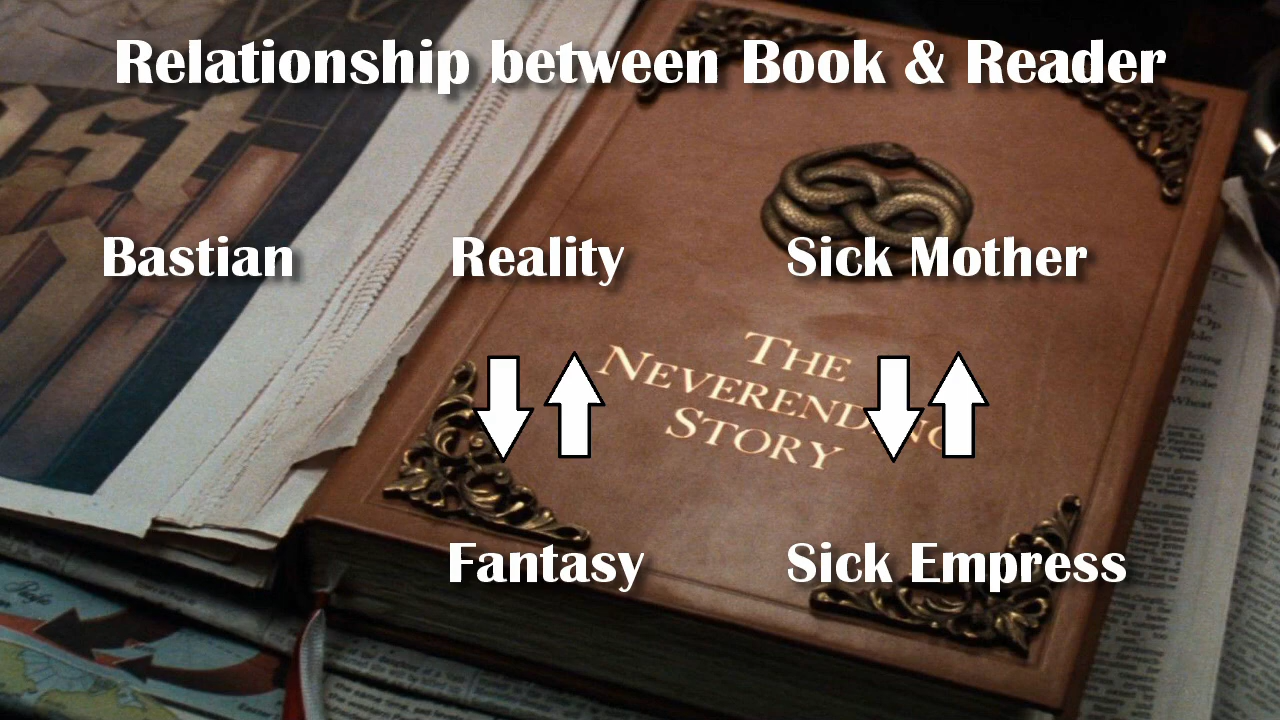 Relationship between Book & Reader
Bastian Reality Sick Mother
THE
NEVERENDING
STORY
Fantasy Sick Empress